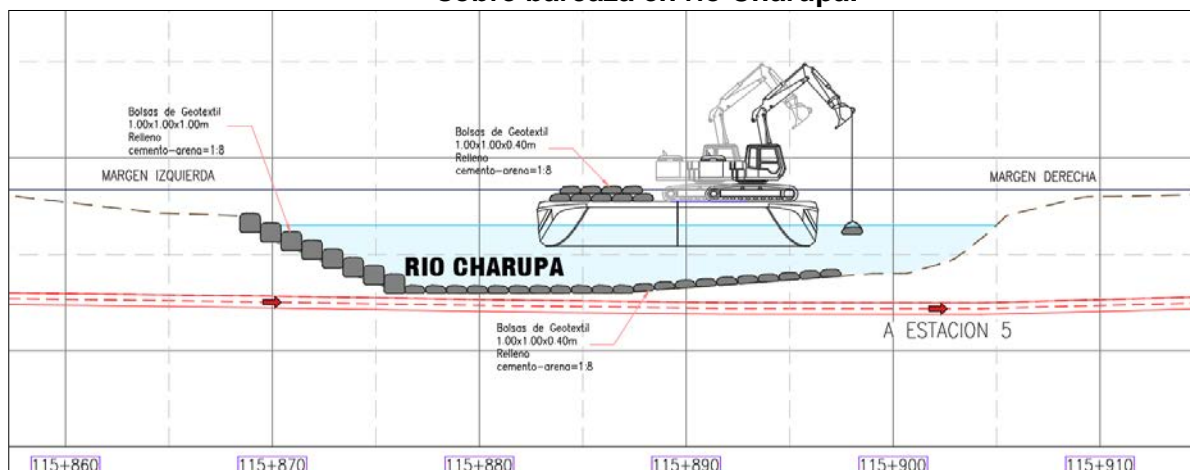 sobre barcaza en río Charupa.
Bolsas de Geotextil
1.00x1.00x1.00m
Relleno
cemento-arena=1:8
Bolsas de Geotextil
1.00x1.00x0.40m
Relleno
cemento-arena=1:8
MARGEN IZQUIERDA
MARGEN DERECHA
RIO CHARUPA
Bolsas de Geotextil
1.00x1.00x0.40m
Relleno
cemento-arena=1:8
A ESTACION 5
115+860
115+870
115+880
115+890
115+900
115+910